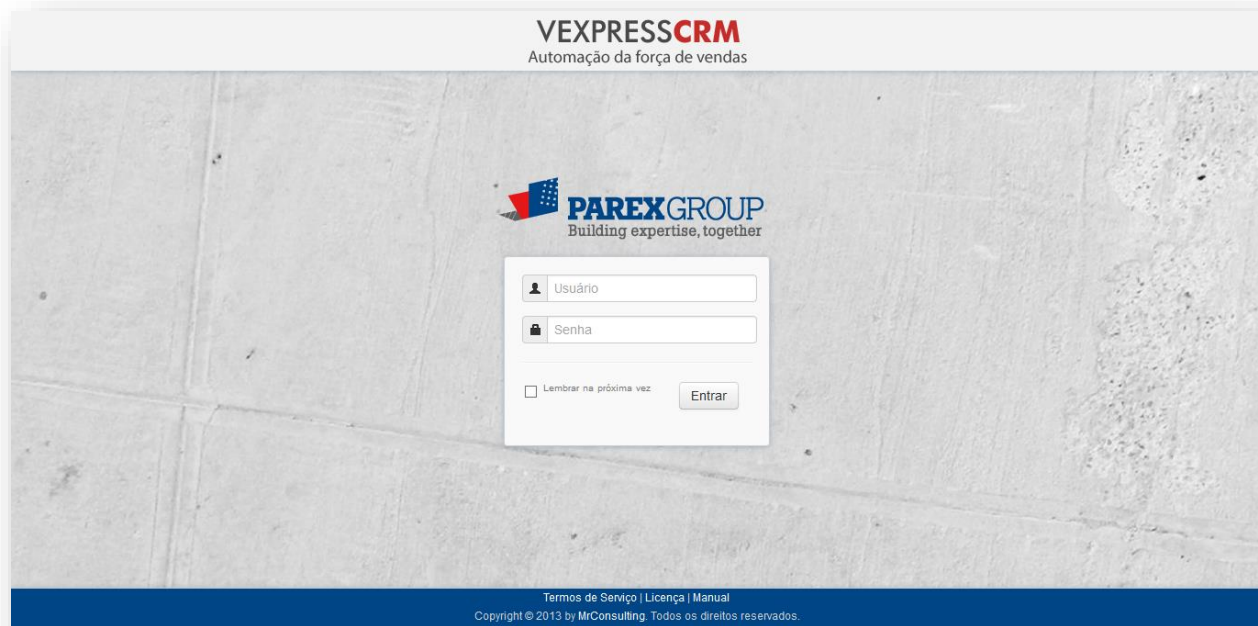 VEXPRESSCRM
Automação da força de vendas
PAREXGROUP
Building expertise, together
Usuário
Senha
Lembrar na próxima vez
Entrar
Termos de Serviço | Licença | Manual
Copyright © 2013 by MrConsulting. Todos os direitos reservados.